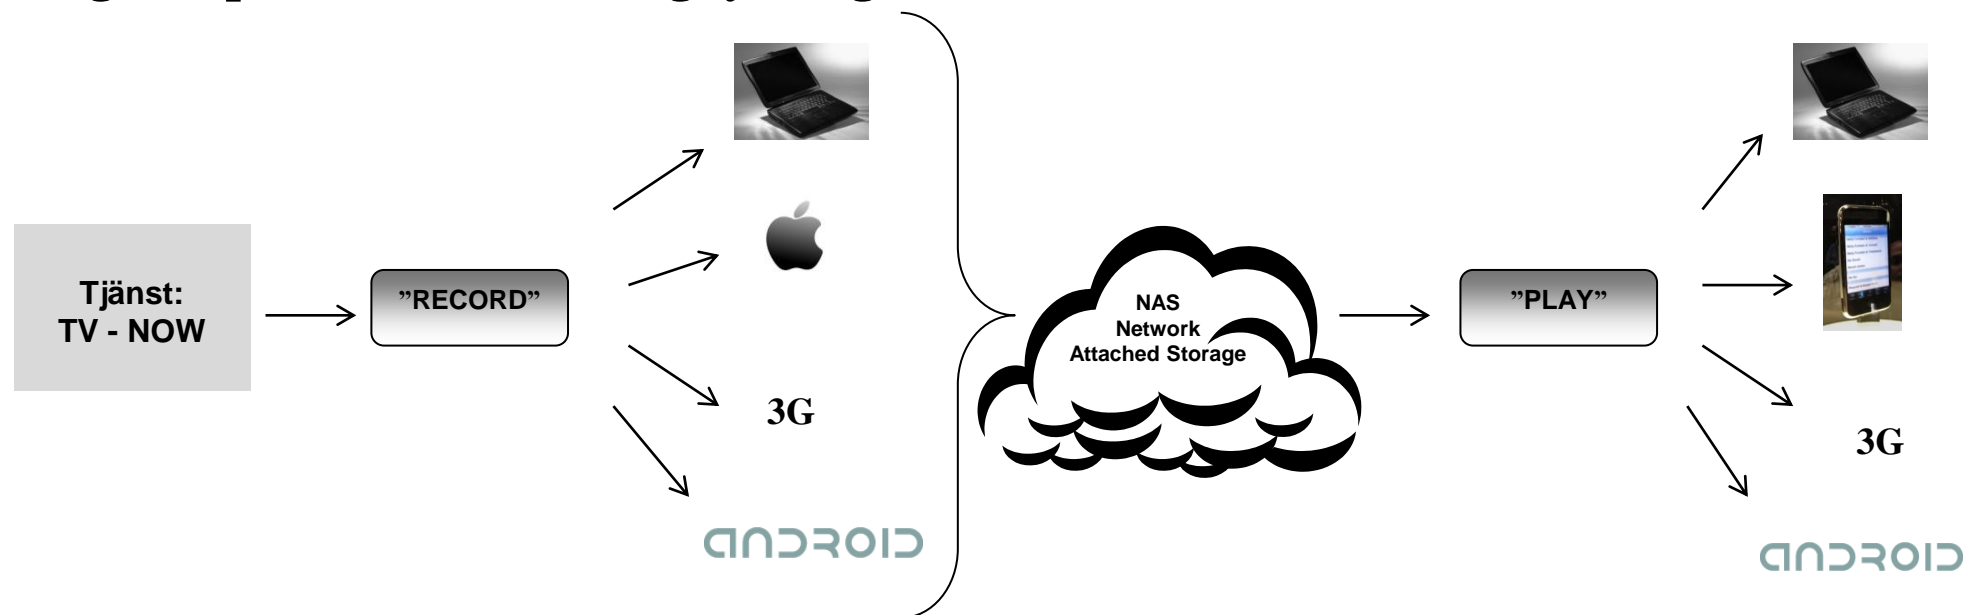 Tjänst:
TV - NOW
”RECORD”
3G
ANDROID
NAS
Network
Attached Storage
”PLAY”
3G
ANDROID